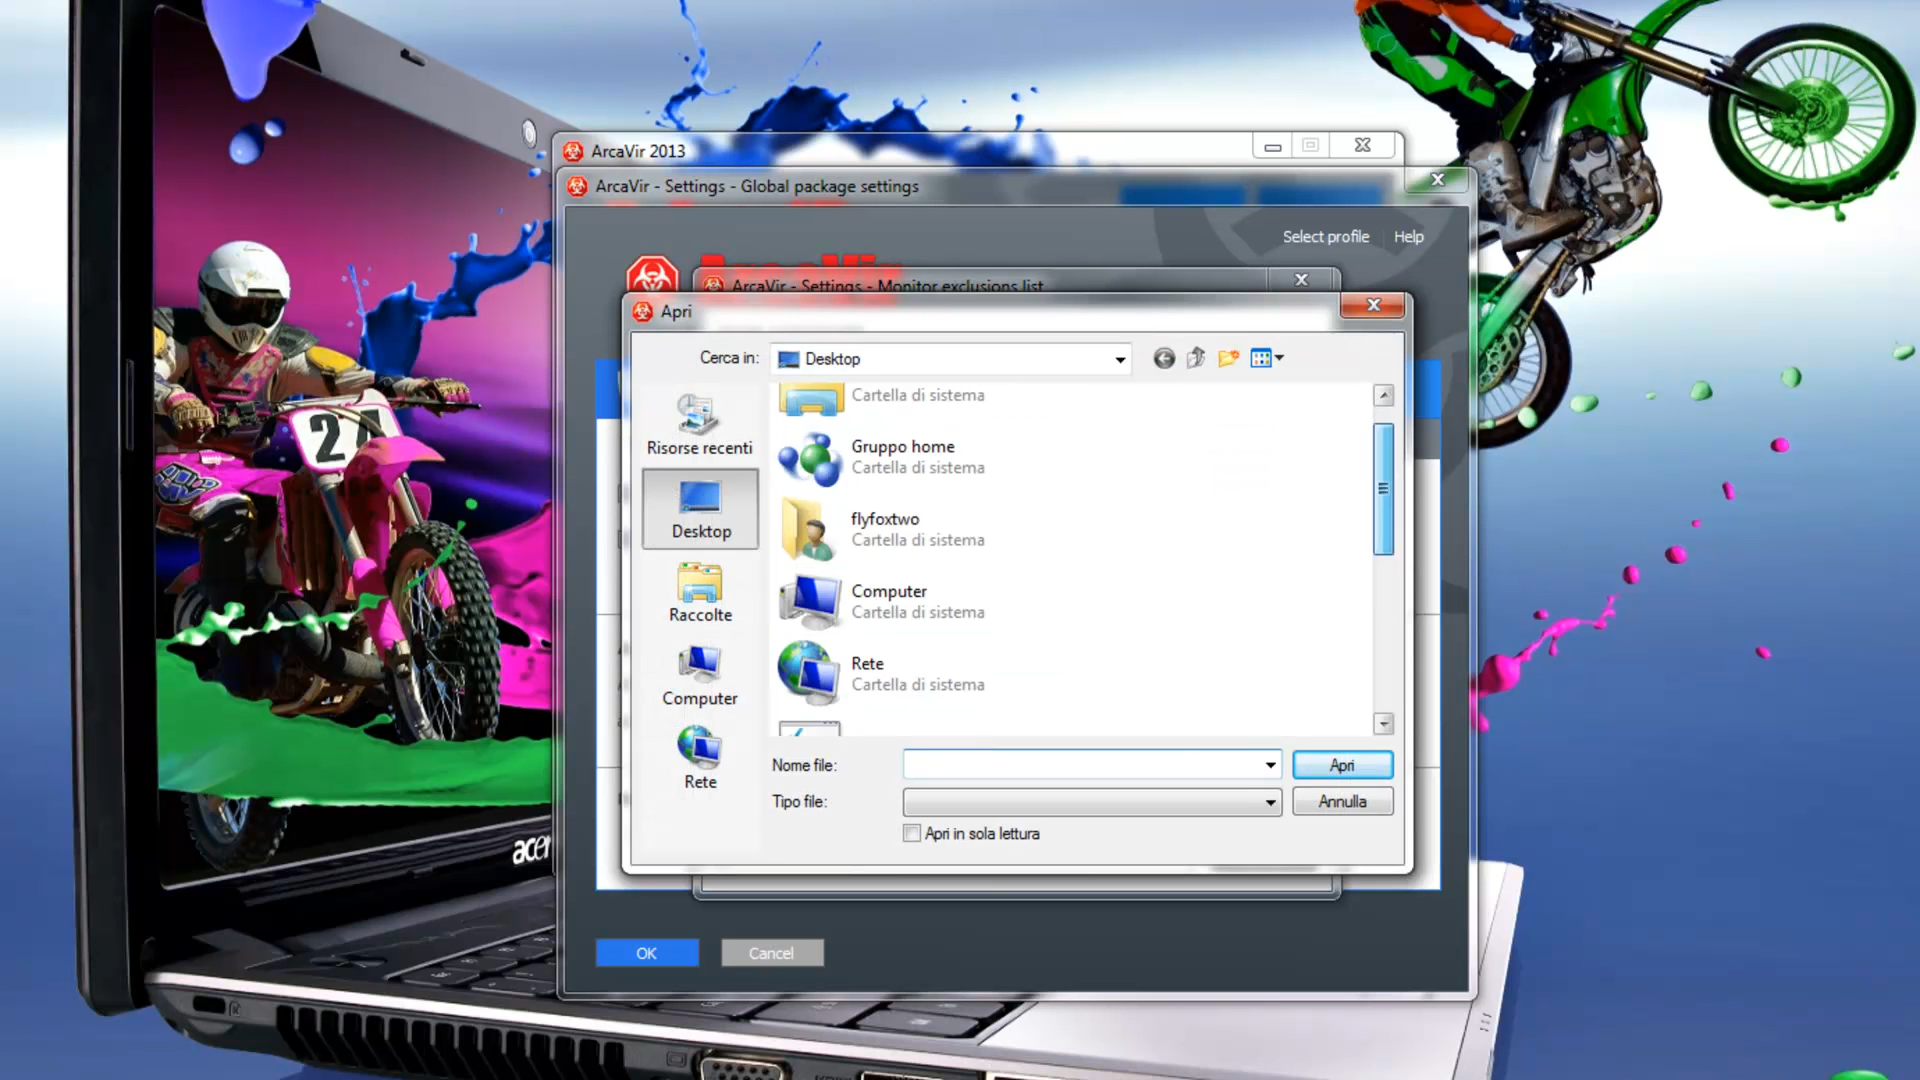 ArcaVir 2013
ArcaVir - Settings - Global package settings
Select profile
Help
ArcaVir
ArcaVir - Settings - Monitor exclusions list
Apri
Cerca in:
Desktop
Risorse recenti
Desktop
Raccolte
Computer
Rete
Cartella di sistema
Gruppo home
Cartella di sistema
flyfoxtwo
Cartella di sistema
Computer
Cartella di sistema
Rete
Cartella di sistema
Nome file:
Apri
Tipo file:
Annulla
Apri in sola lettura
OK
Cancel
acer